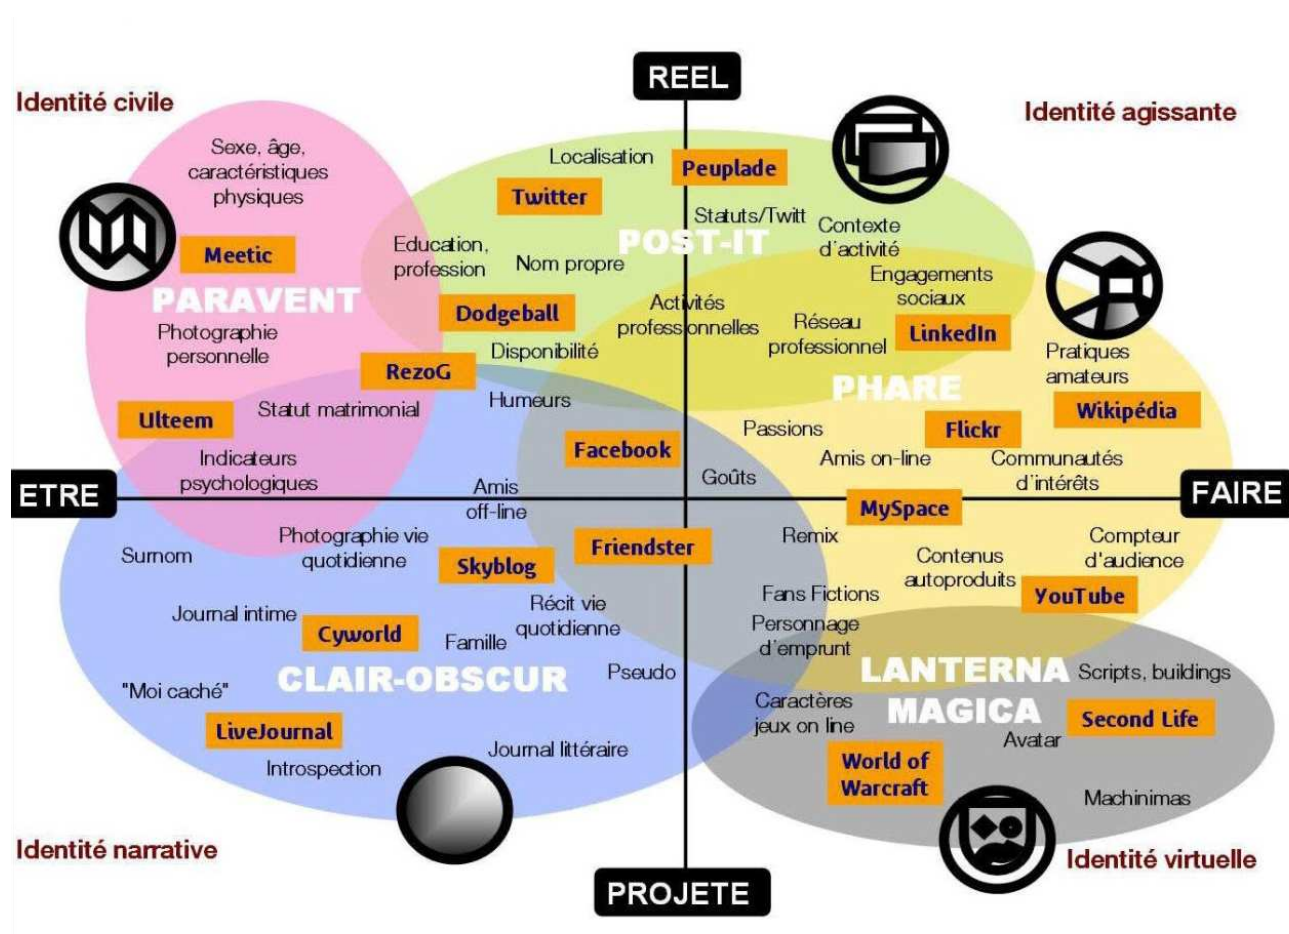 REEL
Identité civile
Identité agissante
Sexe, âge,
caractéristiques
physiques
Localisation
Peuplade
Twitter
Statuts/Twitt
Contexte
d'activité
POST-IT
Education,
profession
Nom propre
Meetic
PARAVENT
Engagements
sociaux
Activités
professionnelles
Dodgeball
Réseau
professionnel
LinkedIn
Photographie
personnelle
Disponibilité
Pratiques
amateurs
RezoG
PHARE
Humeurs
Statut matrimonial
Ulteem
Wikipédia
Passions
Flickr
Facebook
Indicateurs
psychologiques
Amis on-line
Communautés
d'intérêts
Goûts
ETRE
FAIRE
Amis
off-line
MySpace
Surnom
Photographie vie
quotidienne
Skyblog
Friendster
Remix
Contenus
autoproduits
Compteur
d'audience
YouTube
Fans Fictions
Journal intime
Cyworld
Récit vie
quotidienne
Famille
Personnage
d'emprunt
CLAIR-OBSCUR
Pseudo
LANTERNA
MAGICA
Scripts, buildings
"Moi caché"
LiveJournal
Caractères
jeux on line
Second Life
Avatar
Journal littéraire
Introspection
World of
Warcraft
Machinimas
Identité narrative
Identité virtuelle
PROJETE